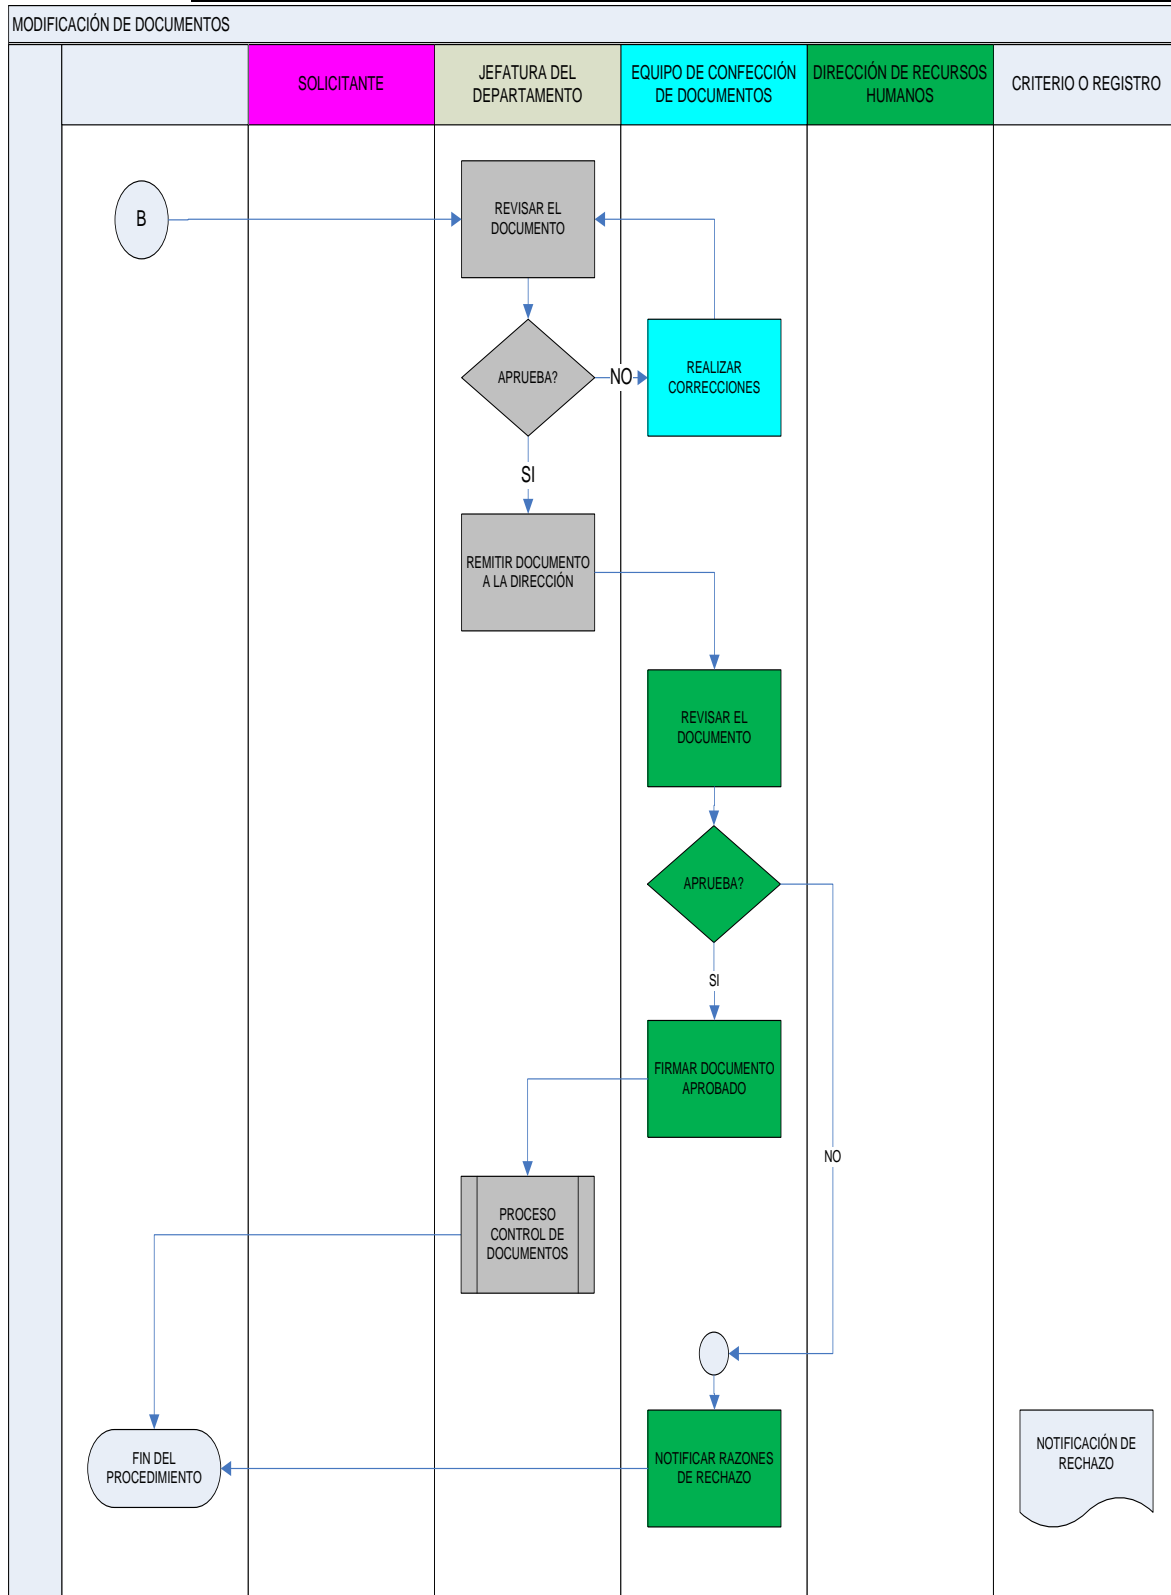 MODIFICACIÓN DE DOCUMENTOS
SOLICITANTE
JEFATURA DEL
DEPARTAMENTO
EQUIPO DE CONFECCIÓN
DE DOCUMENTOS
DIRECCIÓN DE RECURSOS
HUMANOS
CRITERIO O REGISTRO
B
REVISAR EL
DOCUMENTO
APRUEBA?
NO
REALIZAR
CORRECCIONES
SI
REMITIR DOCUMENTO
A LA DIRECCIÓN
REVISAR EL
DOCUMENTO
APRUEBA?
SI
FIRMAR DOCUMENTO
APROBADO
NO
PROCESO
CONTROL DE
DOCUMENTOS
FIN DEL
PROCEDIMIENTO
NOTIFICAR RAZONES
DE RECHAZO
NOTIFICACIÓN DE
RECHAZO